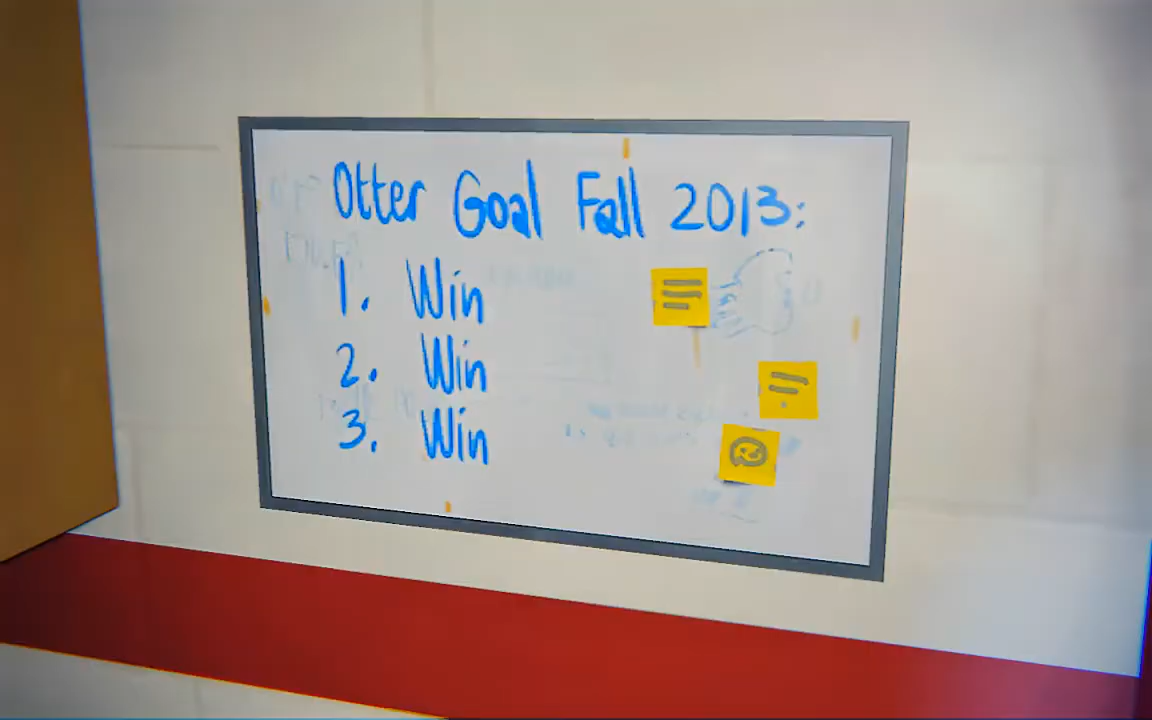 Otter Goal Fall 2013:
1. Win
2. Win
3. Win